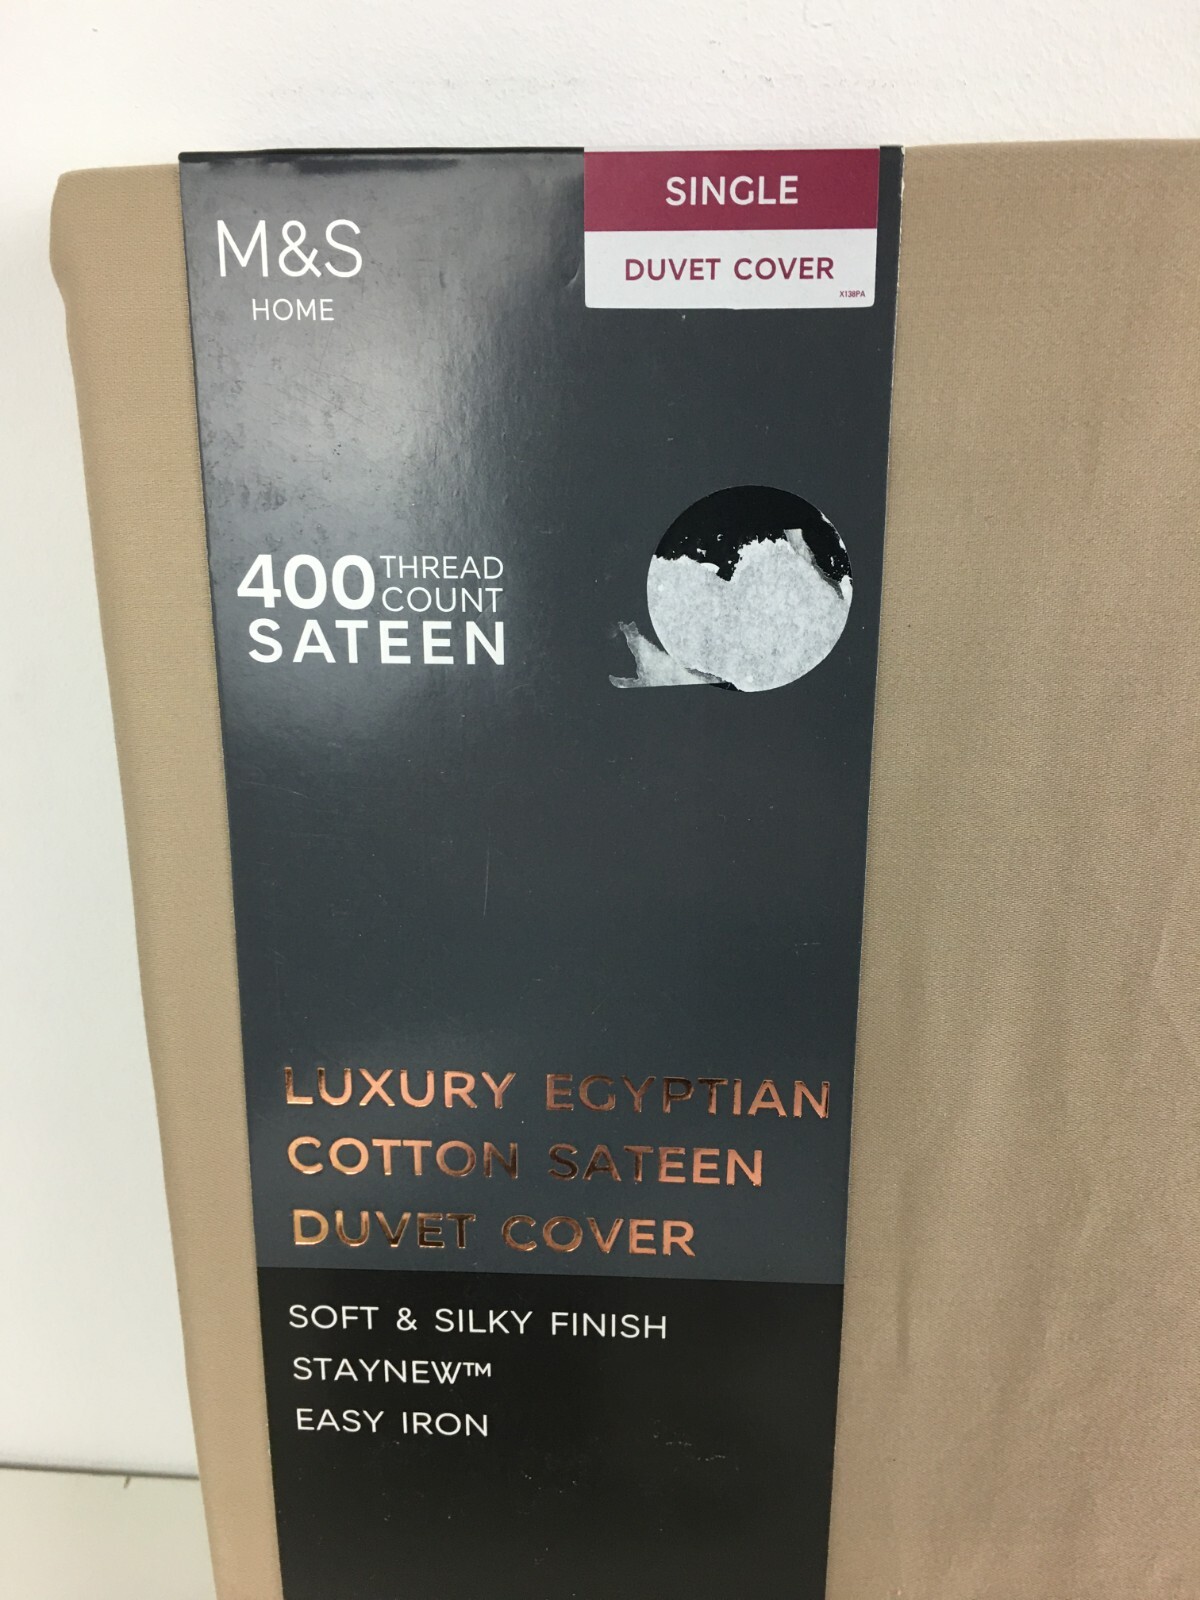 M&S
HOME
SINGLE
DUVET COVER
X138PA
400 THREAD
COUNT
SATEEN
LUXURY EGYPTIAN
COTTON SATEEN
DUVET COVER
SOFT & SILKY FINISH
STAYNEW™
EASY IRON